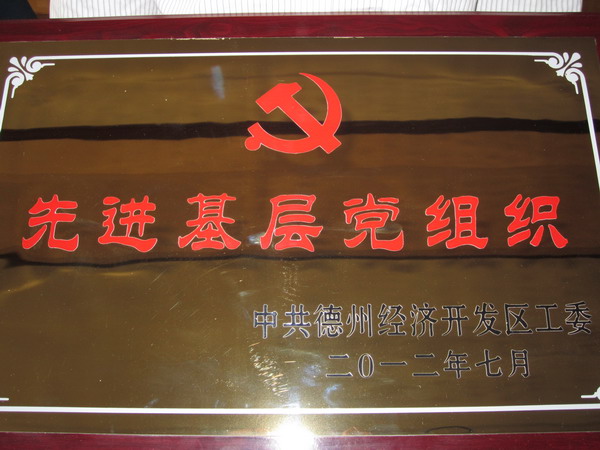 先进基层党组织
中共德州经济开发区工委
二〇一二年七月